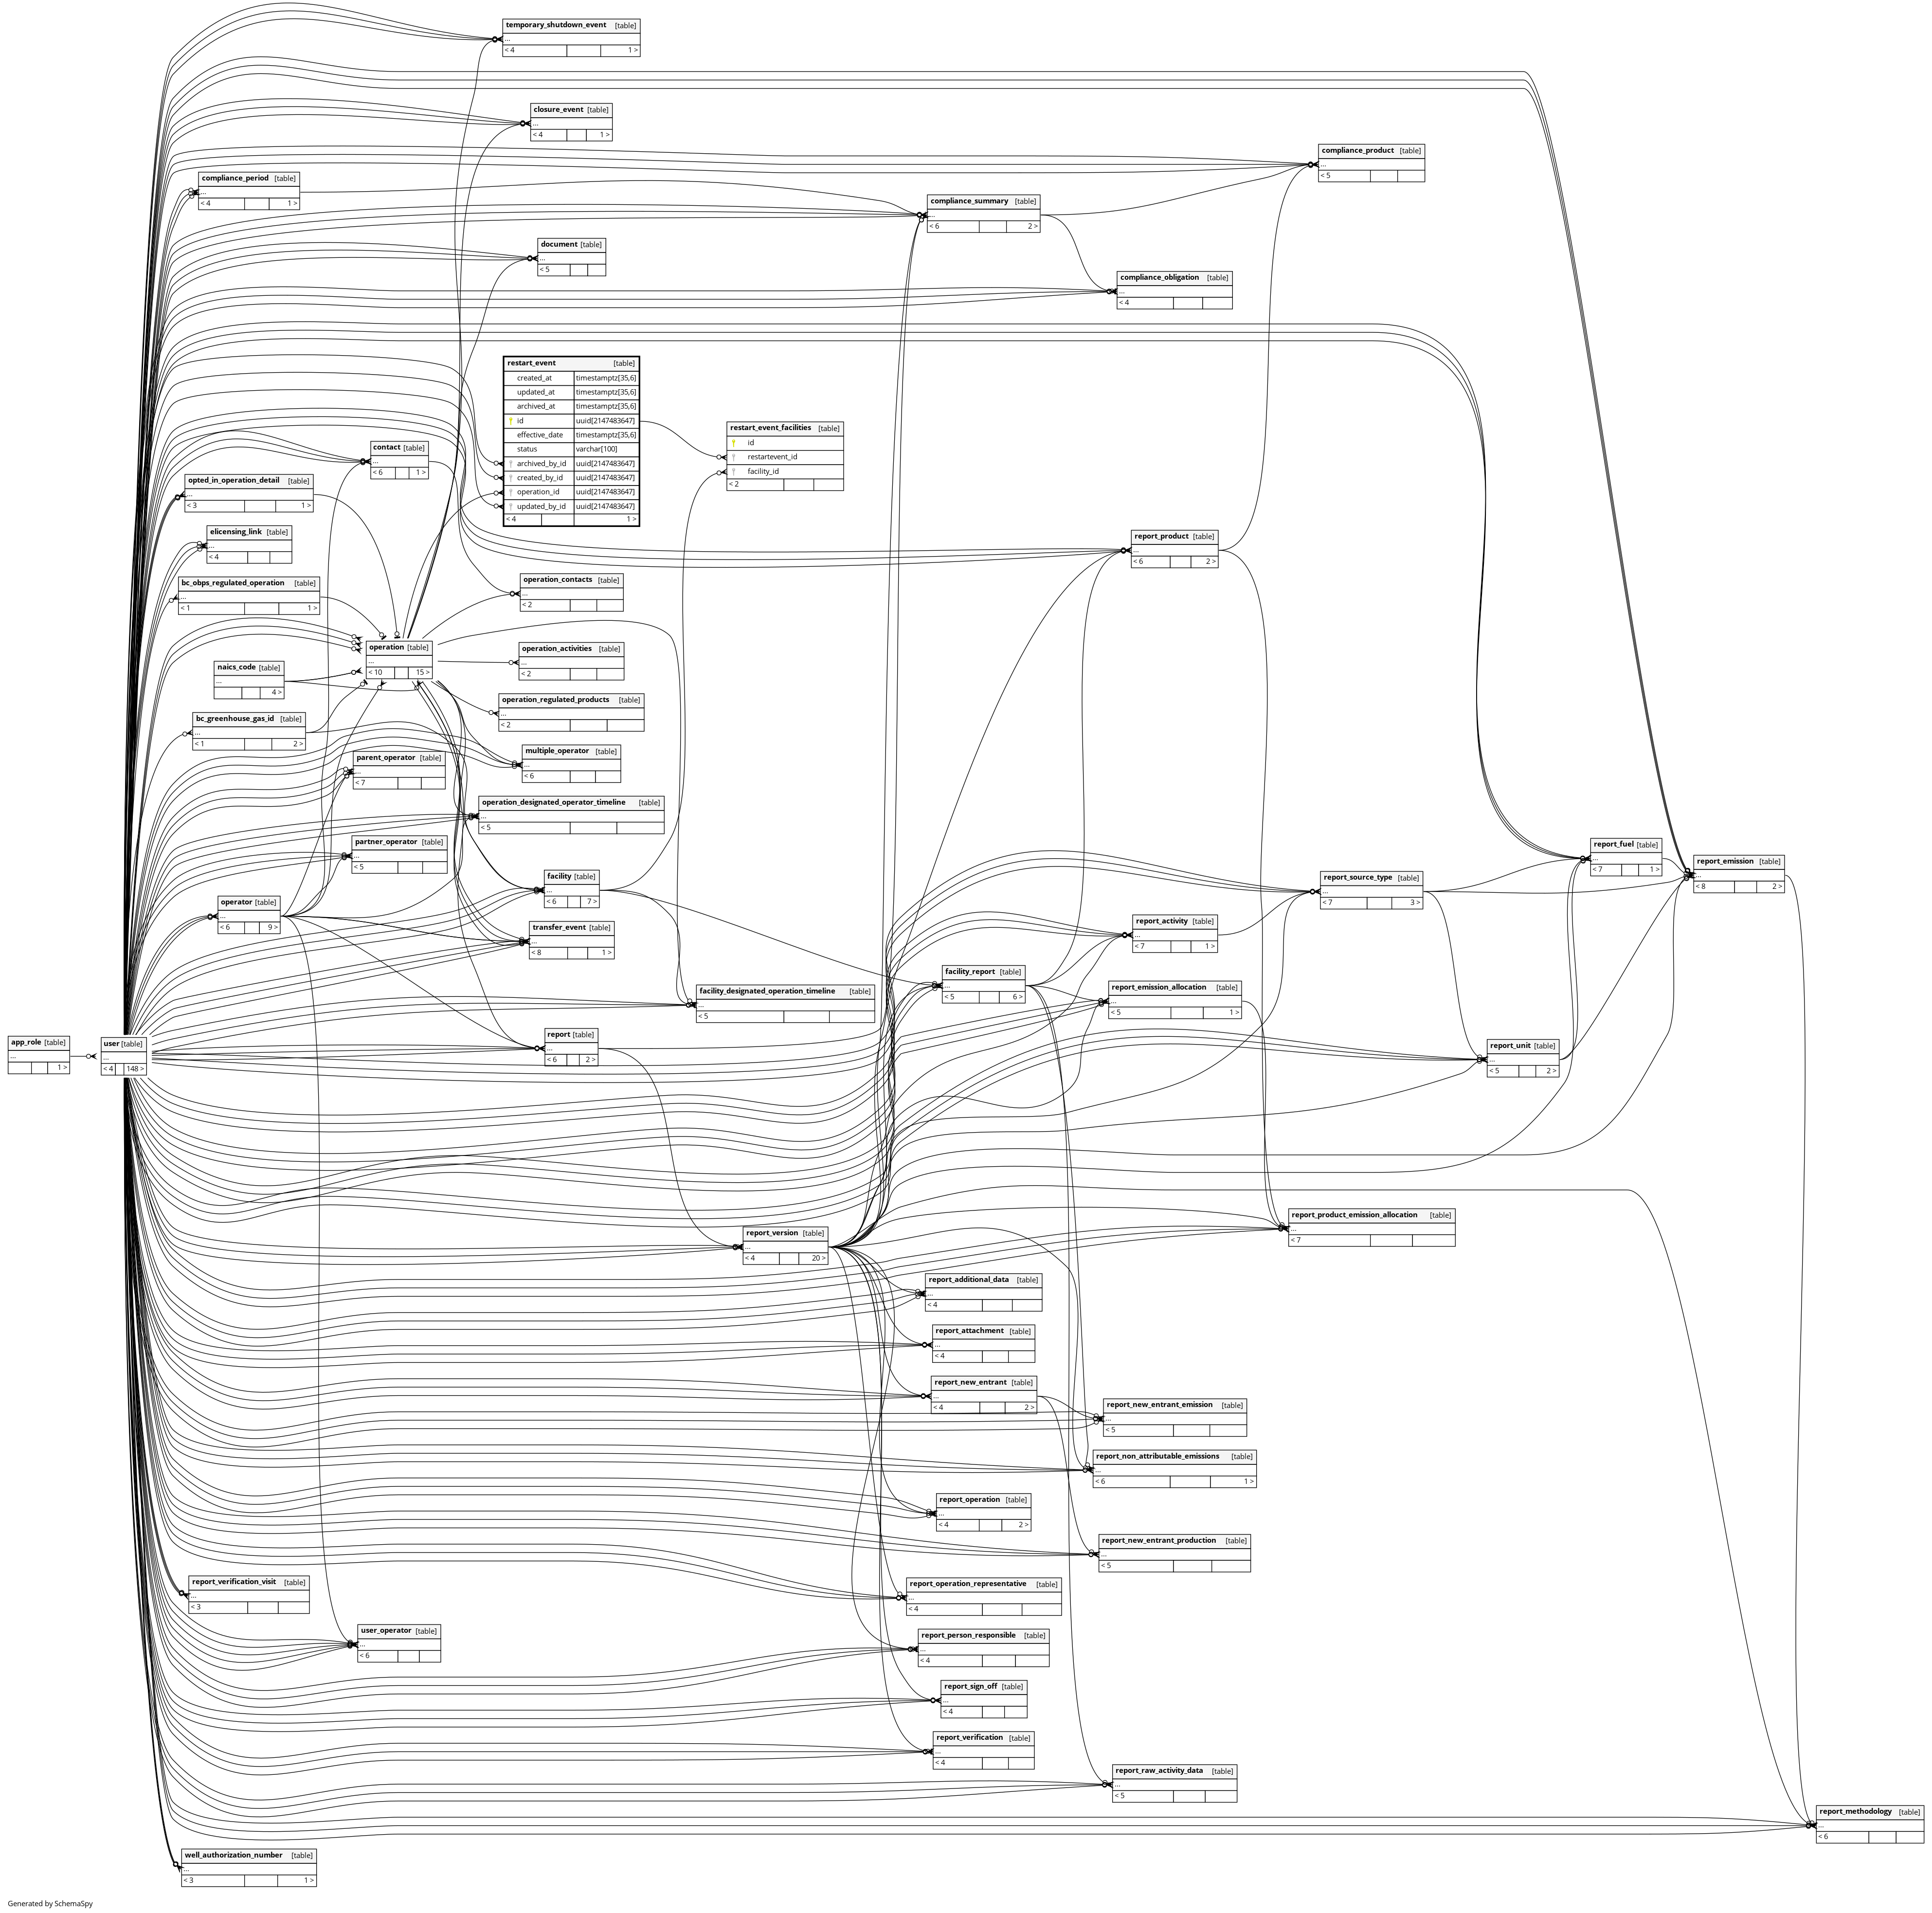 temporary_shutdown_event [table]
...
< 4 1 >
closure_event [table]
...
< 4 1 >
compliance_product [table]
...
< 5
compliance_period [table]
...
< 4 1 >
compliance_summary [table]
...
< 6 2 >
document [table]
...
< 5
compliance_obligation [table]
...
< 4
restart_event [table]
created_at timestamptz[35,6]
updated_at timestamptz[35,6]
archived_at timestamptz[35,6]
id uuid[2147483647]
effective_date timestamptz[35,6]
status varchar[100]
archived_by_id uuid[2147483647]
created_by_id uuid[2147483647]
operation_id uuid[2147483647]
updated_by_id uuid[2147483647]
< 4 1 >
restart_event_facilities [table]
id
restartevent_id
facility_id
< 2
contact [table]
...
< 6 1 >
opted_in_operation_detail [table]
...
< 3 1 >
elicensing_link [table]
...
< 4
report_product [table]
...
< 6 2 >
bc_obps_regulated_operation [table]
...
< 1 1 >
operation_contacts [table]
...
< 2
operation [table]
...
< 10 15 >
operation_activities [table]
...
< 2
naics_code [table]
...
4 >
operation_regulated_products [table]
...
< 2
bc_greenhouse_gas_id [table]
...
< 1 2 >
multiple_operator [table]
...
< 6
parent_operator [table]
...
< 7
operation_designated_operator_timeline [table]
...
< 5
partner_operator [table]
...
< 5
report_fuel [table]
...
< 7 1 >
report_emission [table]
...
< 8 2 >
facility [table]
...
< 6 7 >
report_source_type [table]
...
< 7 3 >
operator [table]
...
< 6 9 >
transfer_event [table]
...
< 8 1 >
report_activity [table]
...
< 7 1 >
facility_report [table]
...
< 5 6 >
facility_designated_operation_timeline [table]
...
< 5
report_emission_allocation [table]
...
< 5 1 >
app_role [table]
...
1 >
user [table]
...
< 4 148 >
report [table]
...
< 6 2 >
report_unit [table]
...
< 5 2 >
report_version [table]
...
< 4 20 >
report_product_emission_allocation [table]
...
< 7
report_additional_data [table]
...
< 4
report_attachment [table]
...
< 4
report_new_entrant [table]
...
< 4 2 >
report_new_entrant_emission [table]
...
< 5
report_non_attributable_emissions [table]
...
< 6 1 >
report_operation [table]
...
< 4 2 >
report_new_entrant_production [table]
...
< 5
report_verification_visit [table]
...
< 3
report_operation_representative [table]
...
< 4
user_operator [table]
...
< 6
report_person_responsible [table]
...
< 4
report_sign_off [table]
...
< 4
report_verification [table]
...
< 4
report_raw_activity_data [table]
...
< 5
report_methodology [table]
...
< 6
well_authorization_number [table]
...
< 3 1 >
Generated by SchemaSpy